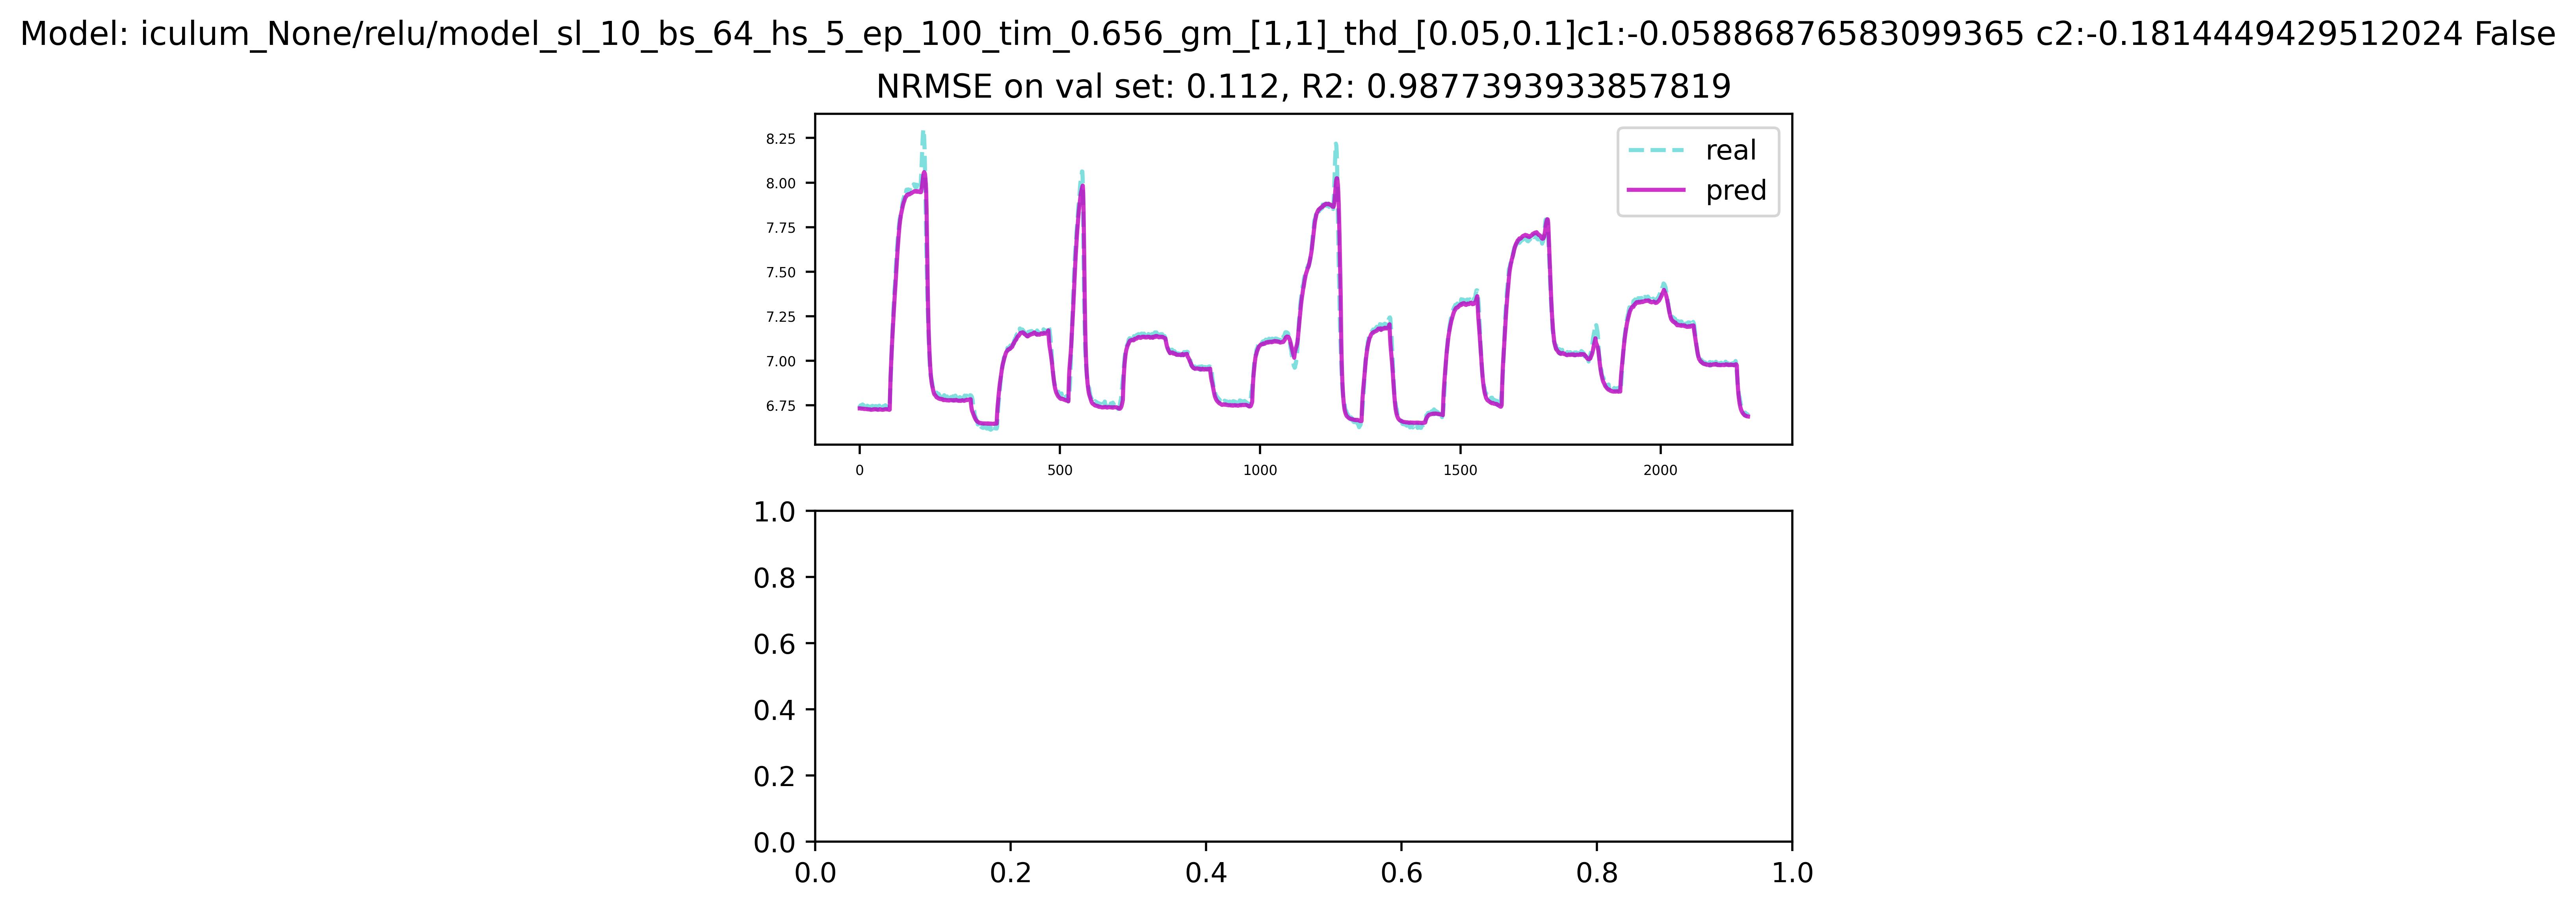 Model: iculum_None/relu/model_sl_10_bs_64_hs_5_ep_100_tim_0.656_gm_[1,1]_thd_[0.05,0.1]c1:-0.05886876583099365 c2:-0.1814449429512024 False
NRMSE on val set: 0.112, R2: 0.9877393933857819
8.25
8.00
7.75
7.50
7.25
7.00
6.75
real
pred
0 500 1000 1500 2000
1.0
0.8
0.6
0.4
0.2
0.0
0.0 0.2 0.4 0.6 0.8 1.0